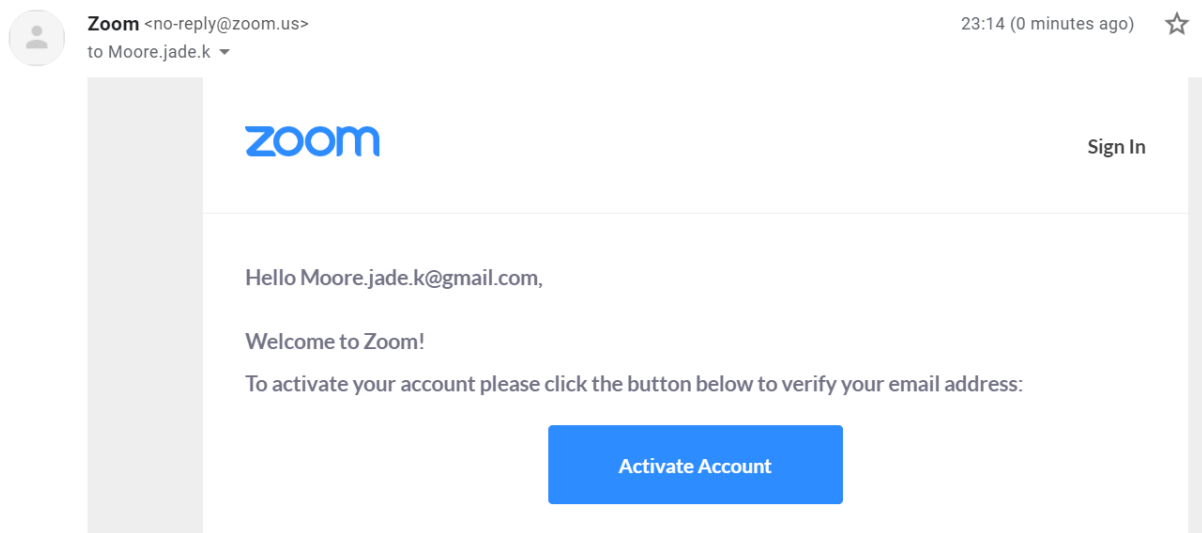 Zoom <no-reply@zoom.us>
23:14 (0 minutes ago)
to Moore.jade.k
zoom
Sign In
Hello Moore.jade.k@gmail.com,
Welcome to Zoom!
To activate your account please click the button below to verify your email address:
Activate Account